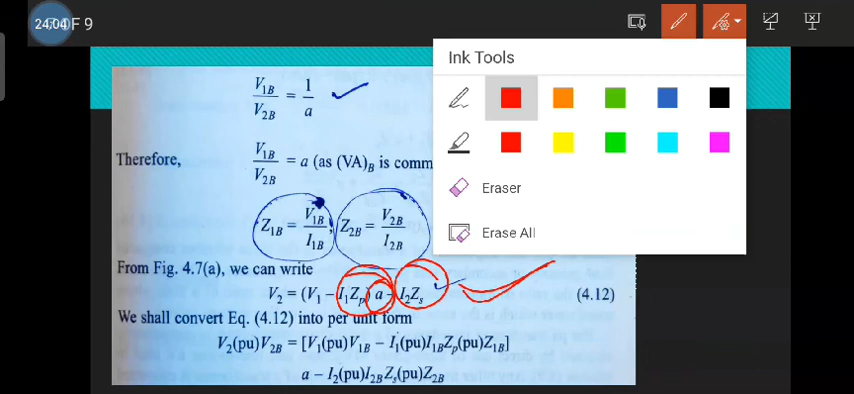 24:04
OF 9
Ink Tools
V1B / V2B = 1 / a
Therefore, V1B / V2B = a (as (VA)B is comm
Z1B = V1B / I1B ; Z2B = V2B / I2B
Eraser
Erase All
From Fig. 4.7(a), we can write
V2 = (V1 – I1Zp) a – I2Zs (4.12)
We shall convert Eq. (4.12) into per unit form
V2(pu)V2B = [V1(pu)V1B – I1(pu)I1BZp(pu)Z1B]
a – I2(pu)I2BZs(pu)Z2B